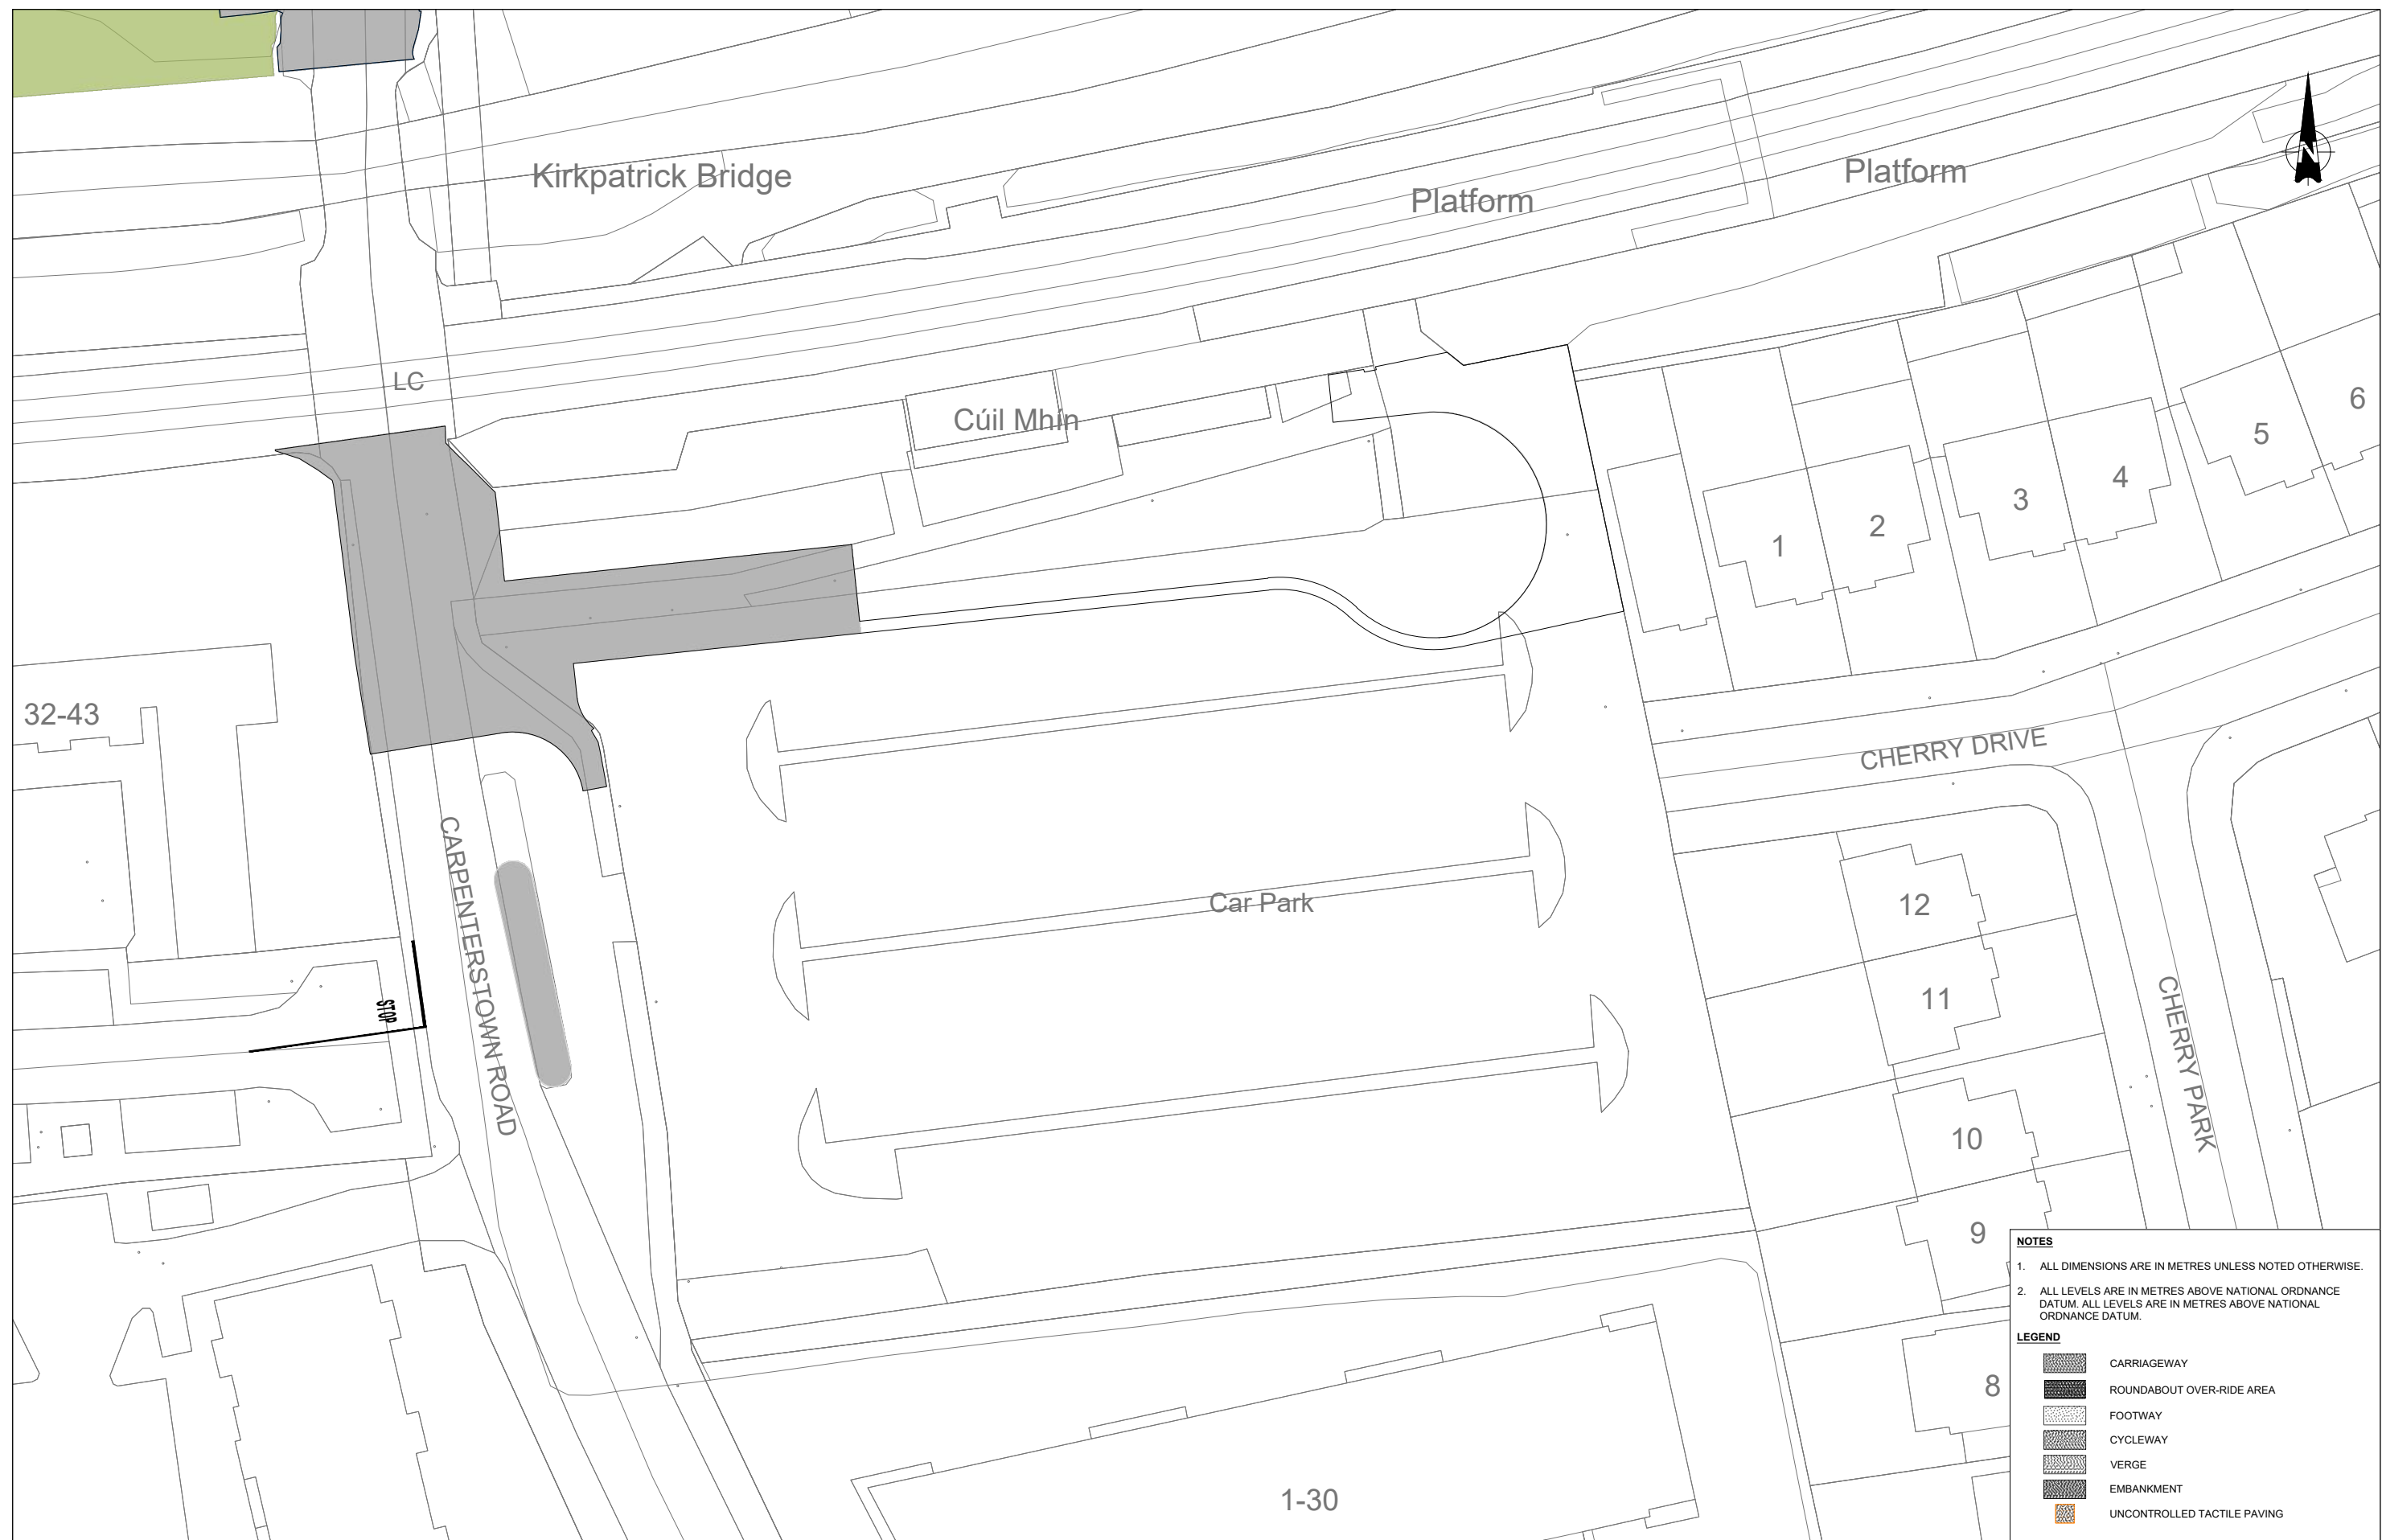 Kirkpatrick Bridge
Platform
Platform
N
LC
Cúil Mhín
1
2
3
4
5
6
32-43
CHERRY DRIVE
CARPENTERSTOWN ROAD
Car Park
STOP
12
11
10
9
8
CHERRY PARK
1-30
NOTES
1. ALL DIMENSIONS ARE IN METRES UNLESS NOTED OTHERWISE.
2. ALL LEVELS ARE IN METRES ABOVE NATIONAL ORDNANCE
DATUM. ALL LEVELS ARE IN METRES ABOVE NATIONAL
ORDNANCE DATUM.
LEGEND
CARRIAGEWAY
ROUNDABOUT OVER-RIDE AREA
FOOTWAY
CYCLEWAY
VERGE
EMBANKMENT
UNCONTROLLED TACTILE PAVING